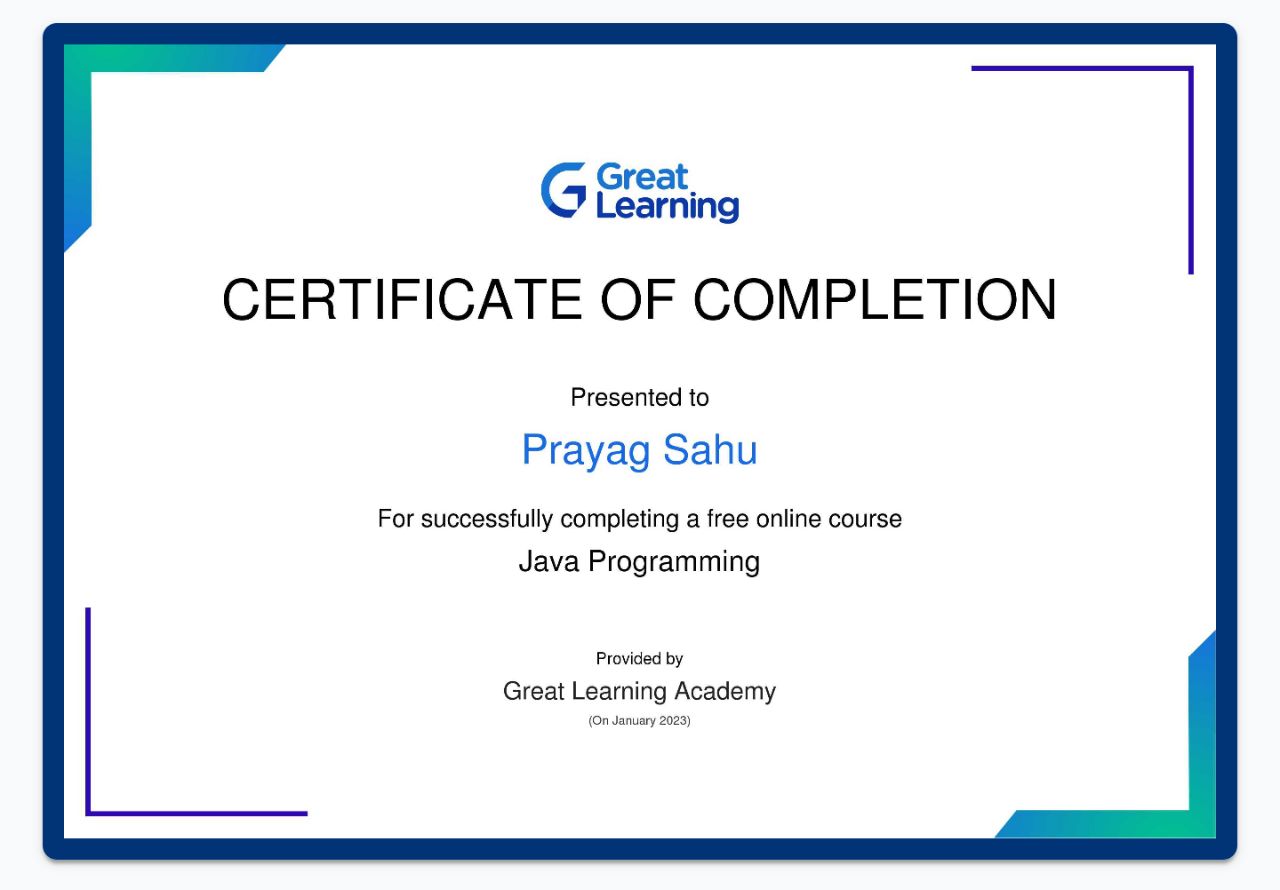 Great
Learning
CERTIFICATE OF COMPLETION
Presented to
Prayag Sahu
For successfully completing a free online course
Java Programming
Provided by
Great Learning Academy
(On January 2023)